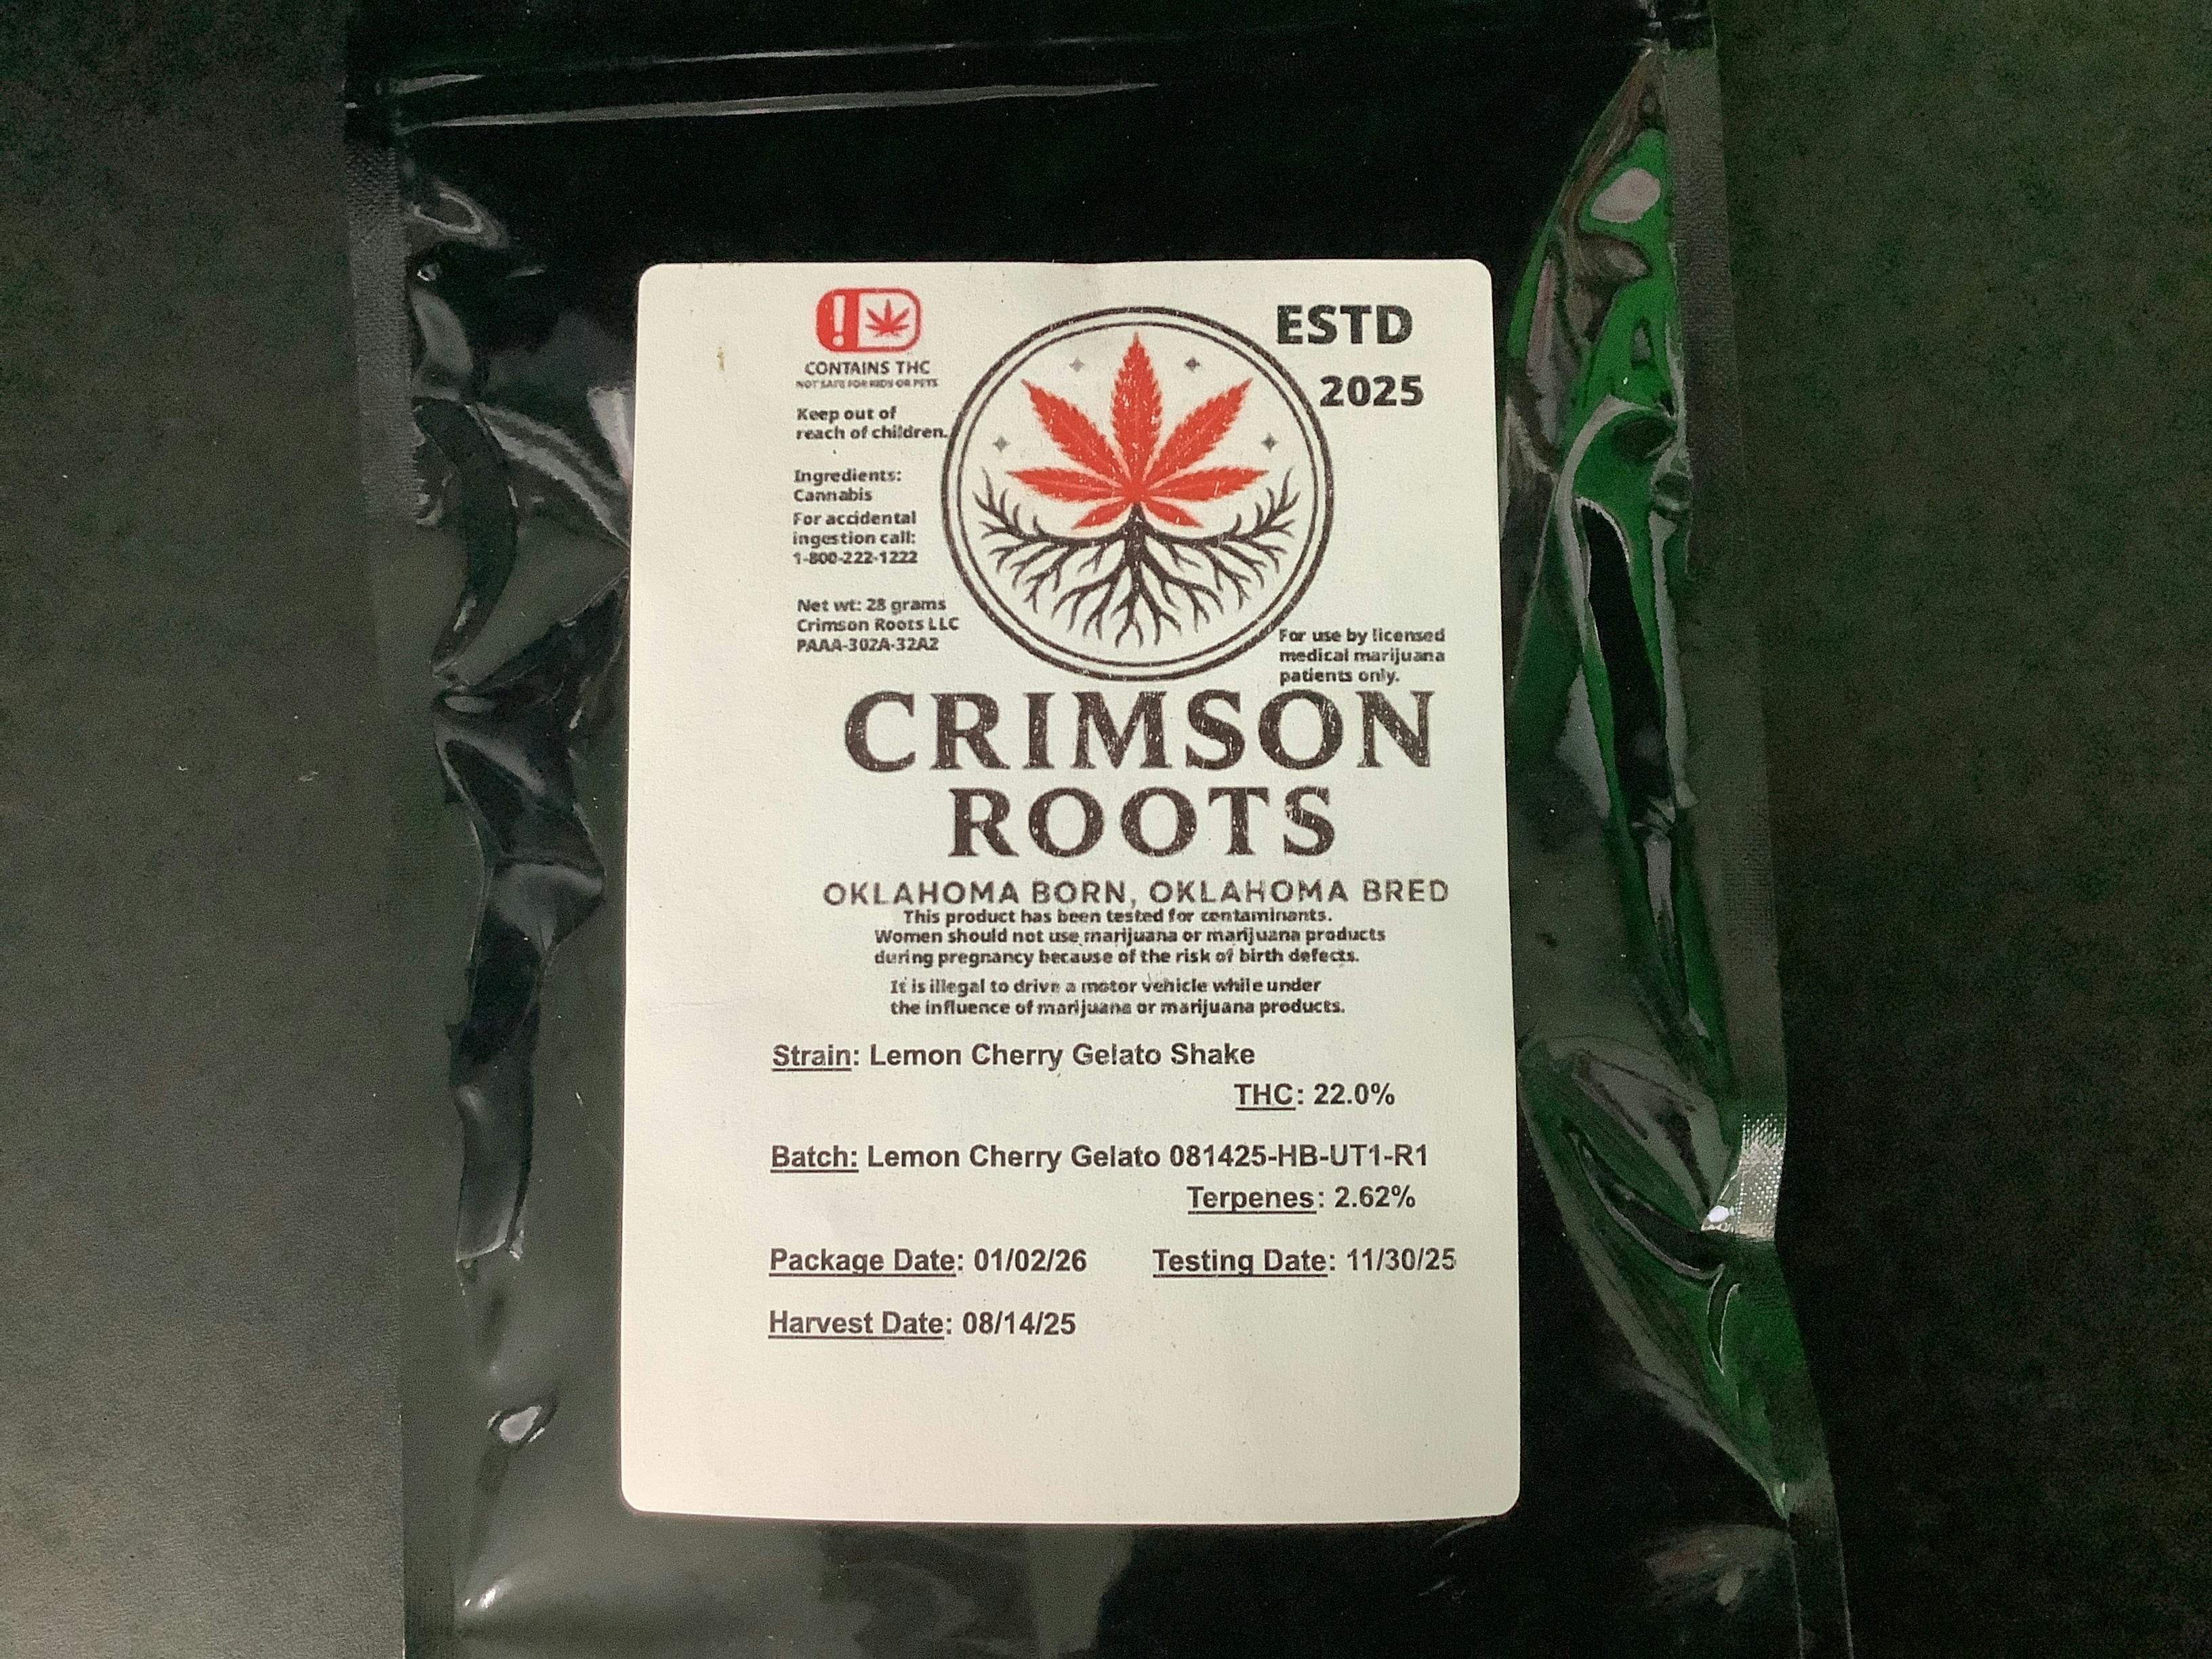 CONTAINS THC
NOT SAFE FOR KIDS OR PETS
Keep out of
reach of children.
Ingredients:
Cannabis
For accidental
ingestion call:
1-800-222-1222
Net wt: 28 grams
Crimson Roots LLC
PAAA-302A-32A2
ESTD
2025
For use by licensed
medical marijuana
patients only.
CRIMSON
ROOTS
OKLAHOMA BORN, OKLAHOMA BRED
This product has been tested for contaminants.
Women should not use marijuana or marijuana products
during pregnancy because of the risk of birth defects.
It is illegal to drive a motor vehicle while under
the influence of marijuana or marijuana products.
Strain: Lemon Cherry Gelato Shake
THC: 22.0%
Batch: Lemon Cherry Gelato 081425-HB-UT1-R1
Terpenes: 2.62%
Package Date: 01/02/26 Testing Date: 11/30/25
Harvest Date: 08/14/25